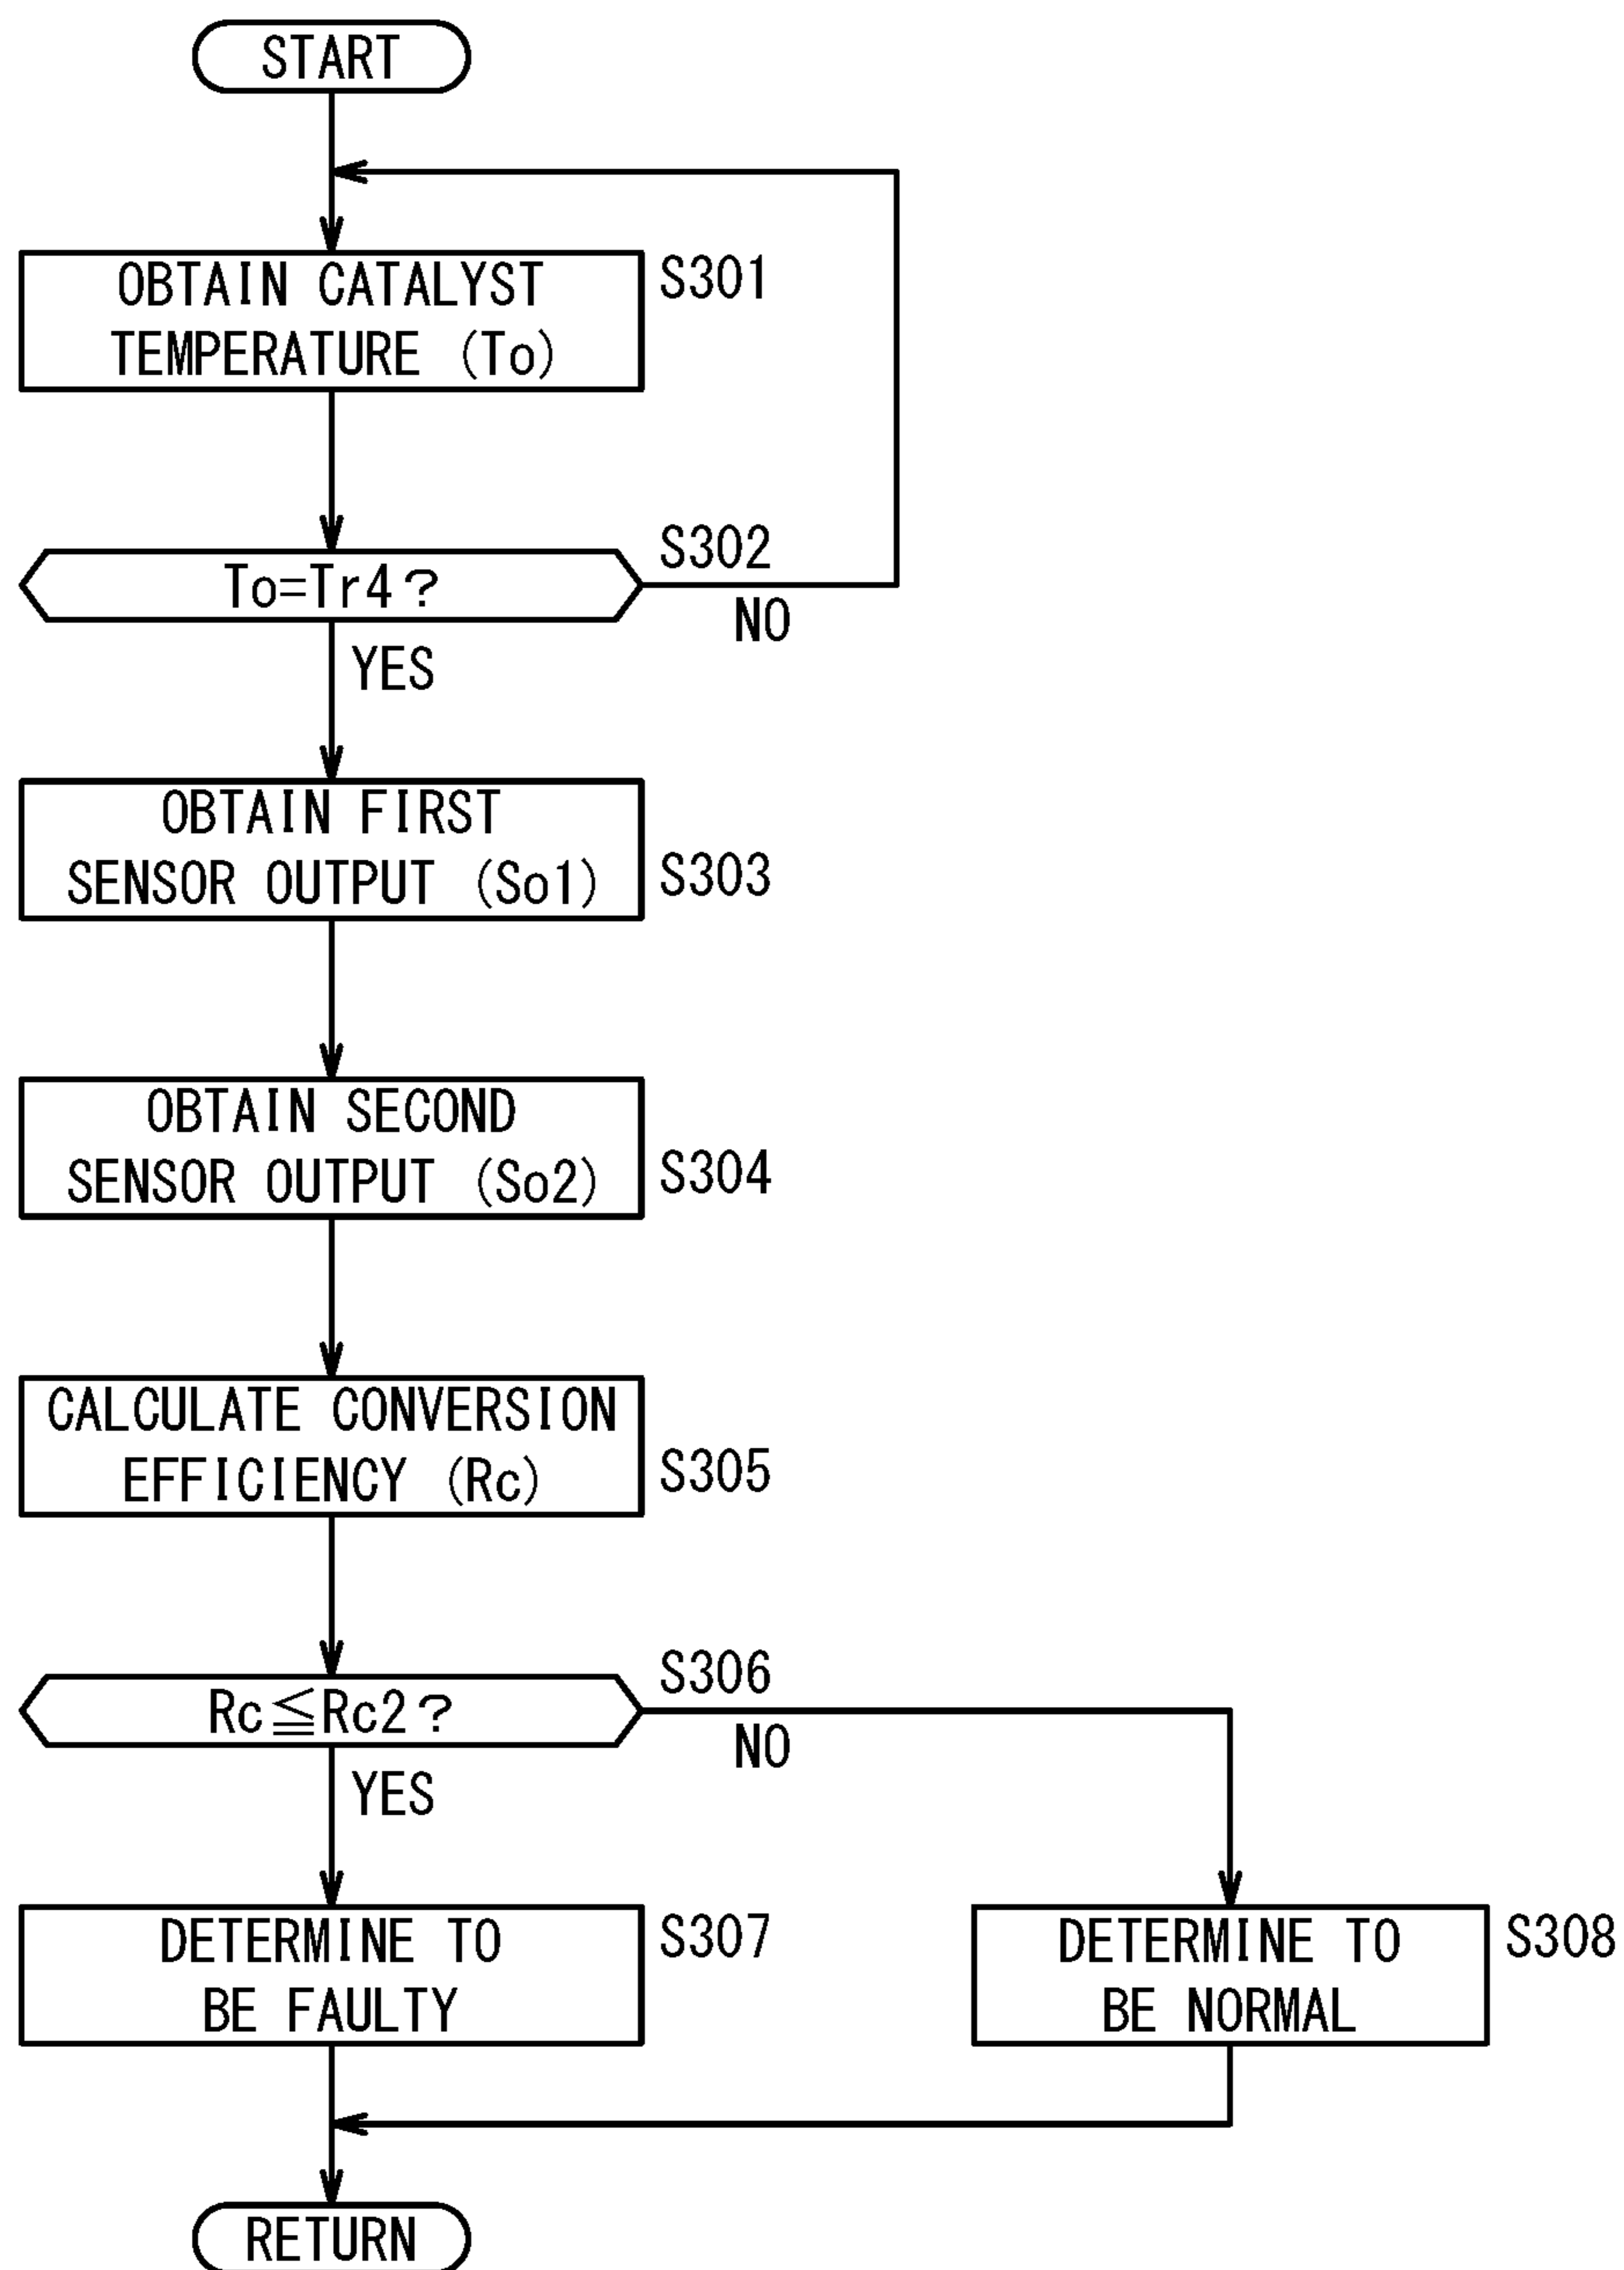 START
OBTAIN CATALYST
TEMPERATURE (To)
S301
To=Tr4?
S302
NO
YES
OBTAIN FIRST
SENSOR OUTPUT (So1)
S303
OBTAIN SECOND
SENSOR OUTPUT (So2)
S304
CALCULATE CONVERSION
EFFICIENCY (Rc)
S305
Rc≦Rc2?
S306
NO
YES
DETERMINE TO
BE FAULTY
S307
DETERMINE TO
BE NORMAL
S308
RETURN